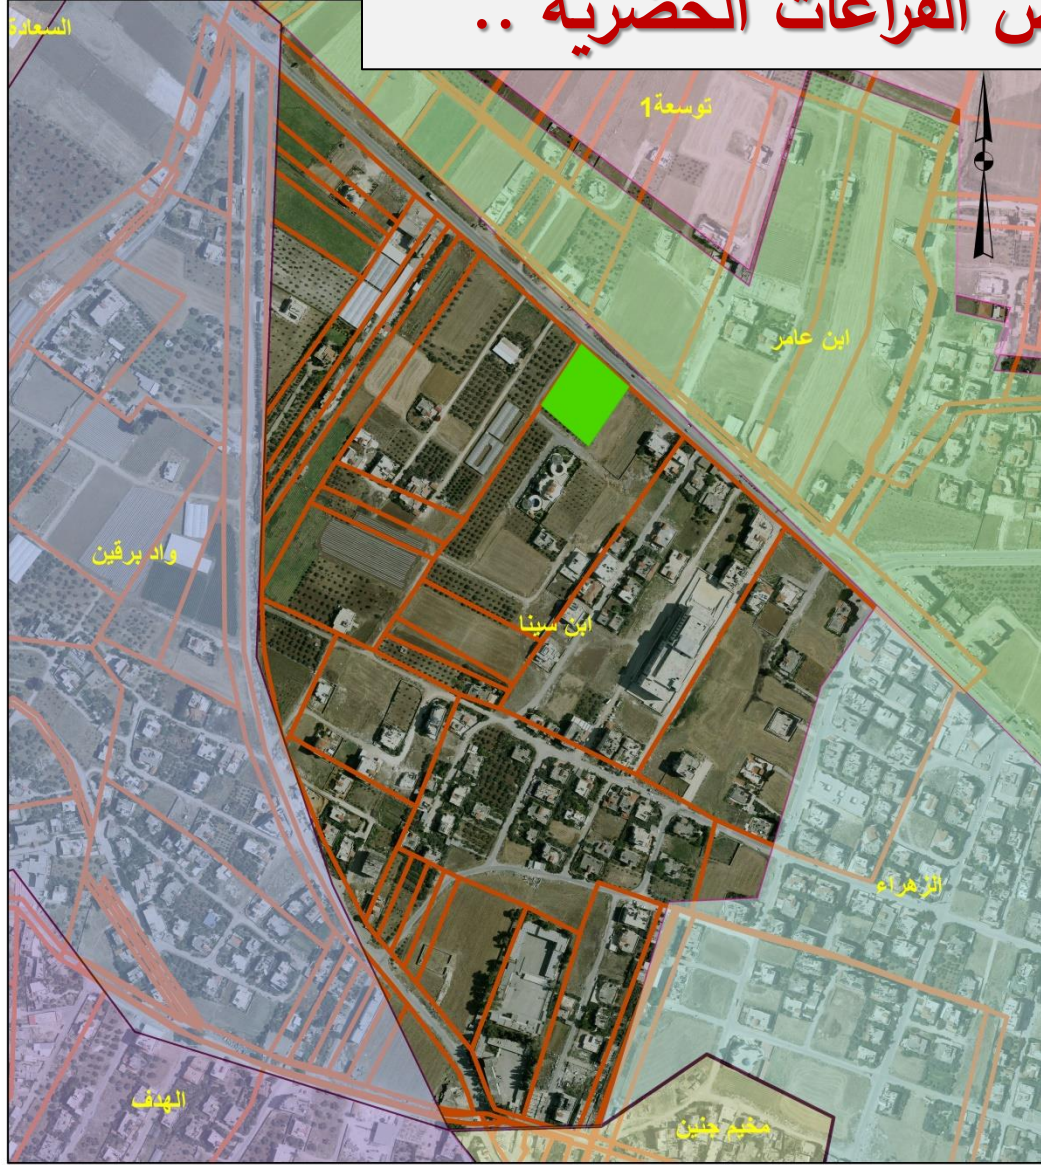 الفراغات الحضرية ..
السعادة
توسعة1
ابن عامر
واد برقين
ابن سينا
الزهراء
الهدف
مخيم جنين